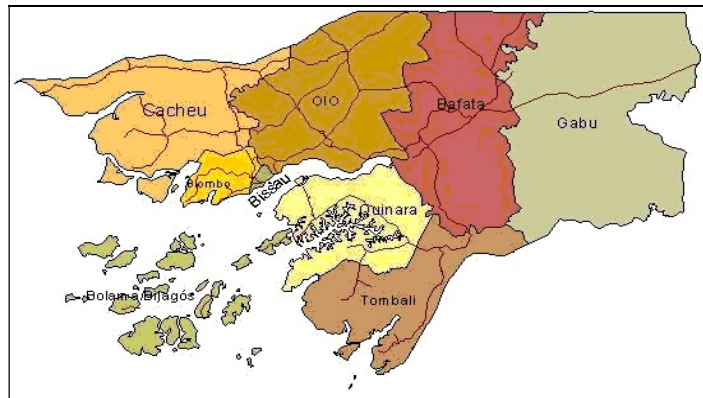 Cacheu
OIO
Bafata
Gabu
Biombo
Bissau
Quinara
Bolama/Bijagós
Tombali